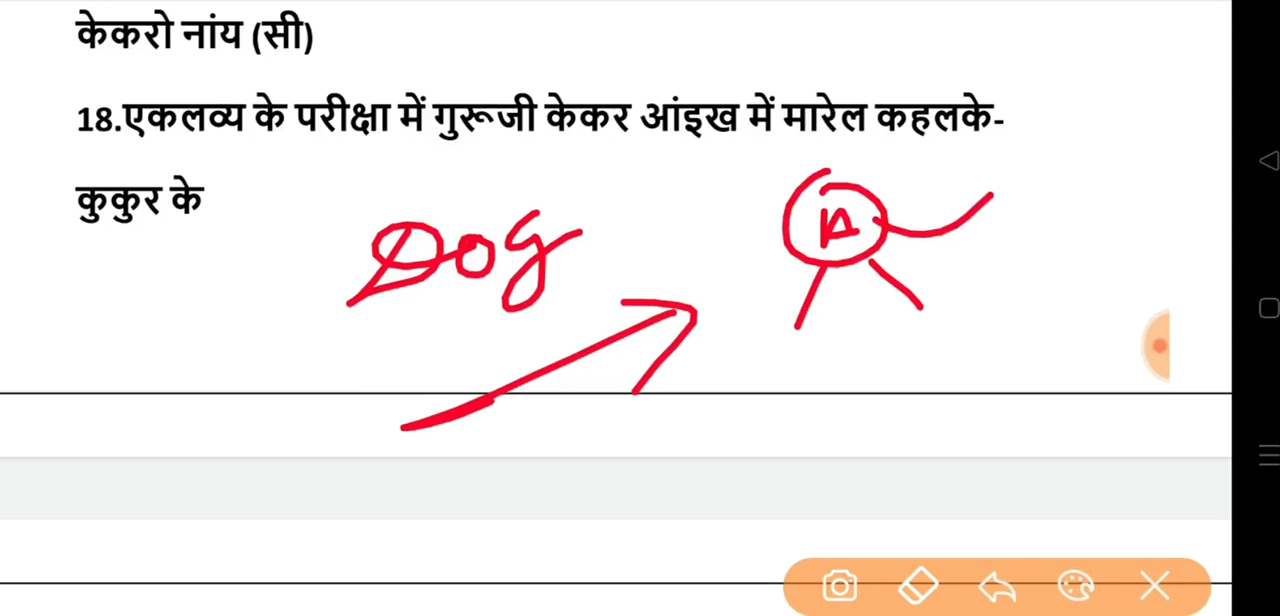 केकरो नांय (सी)
18.एकलव्य के परीक्षा में गुरूजी केकर आंइख में मारेल कहलके-
कुकुर के
Dog
A